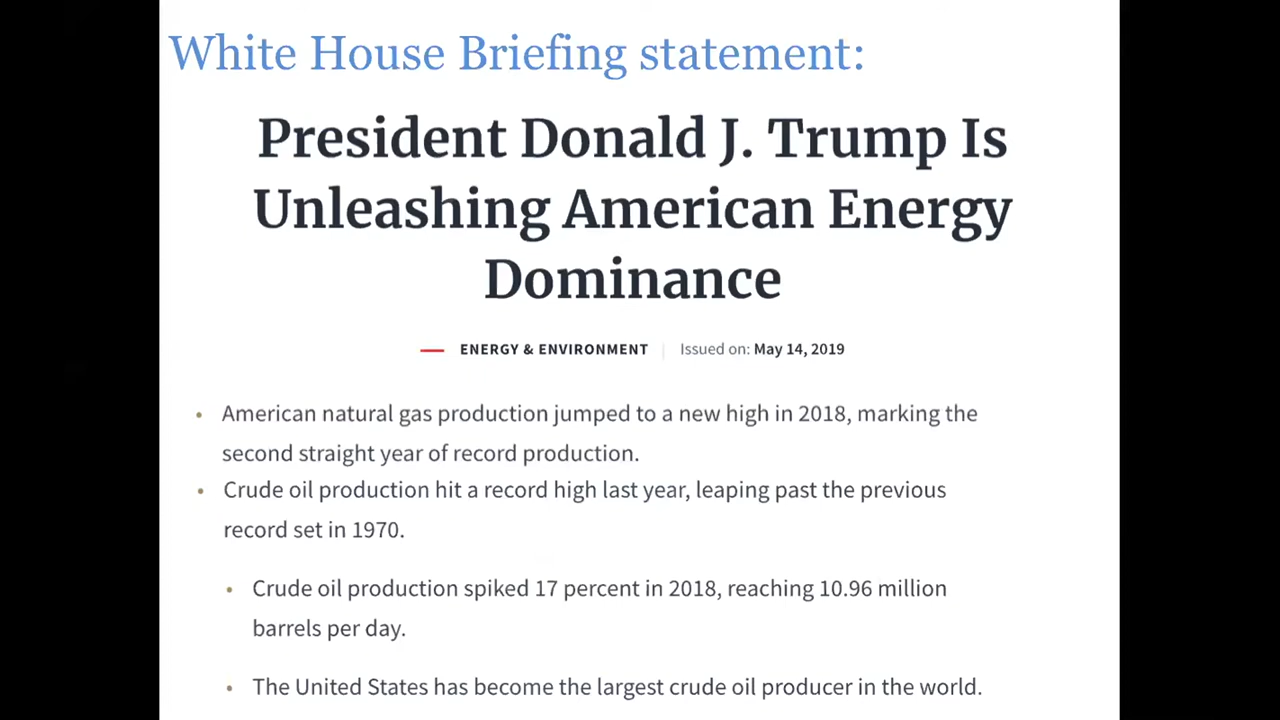 White House Briefing statement:
President Donald J. Trump Is
Unleashing American Energy
Dominance
ENERGY & ENVIRONMENT | Issued on: May 14, 2019
• American natural gas production jumped to a new high in 2018, marking the
second straight year of record production.
• Crude oil production hit a record high last year, leaping past the previous
record set in 1970.
• Crude oil production spiked 17 percent in 2018, reaching 10.96 million
barrels per day.
• The United States has become the largest crude oil producer in the world.